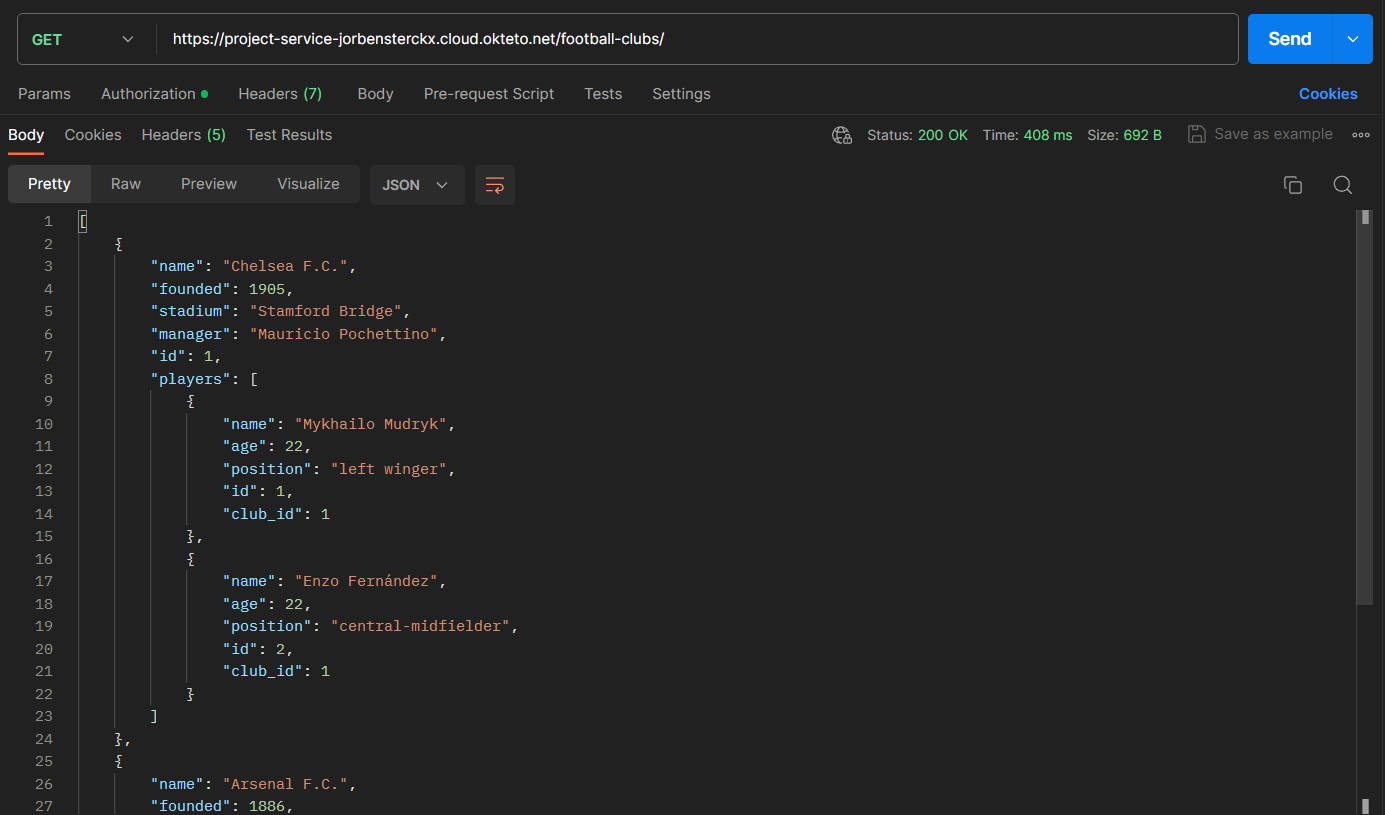 GET https://project-service-jorbensterckx.cloud.okteto.net/football-clubs/ Send
Params Authorization Headers (7) Body Pre-request Script Tests Settings Cookies
Body Cookies Headers (5) Test Results Status: 200 OK Time: 408 ms Size: 692 B Save as example
Pretty Raw Preview Visualize JSON
1 [
2 {
3 "name": "Chelsea F.C.",
4 "founded": 1905,
5 "stadium": "Stamford Bridge",
6 "manager": "Mauricio Pochettino",
7 "id": 1,
8 "players": [
9 {
10 "name": "Mykhailo Mudryk",
11 "age": 22,
12 "position": "left winger",
13 "id": 1,
14 "club_id": 1
15 },
16 {
17 "name": "Enzo Fernández",
18 "age": 22,
19 "position": "central-midfielder",
20 "id": 2,
21 "club_id": 1
22 }
23 ]
24 },
25 {
26 "name": "Arsenal F.C.",
27 "founded": 1886,